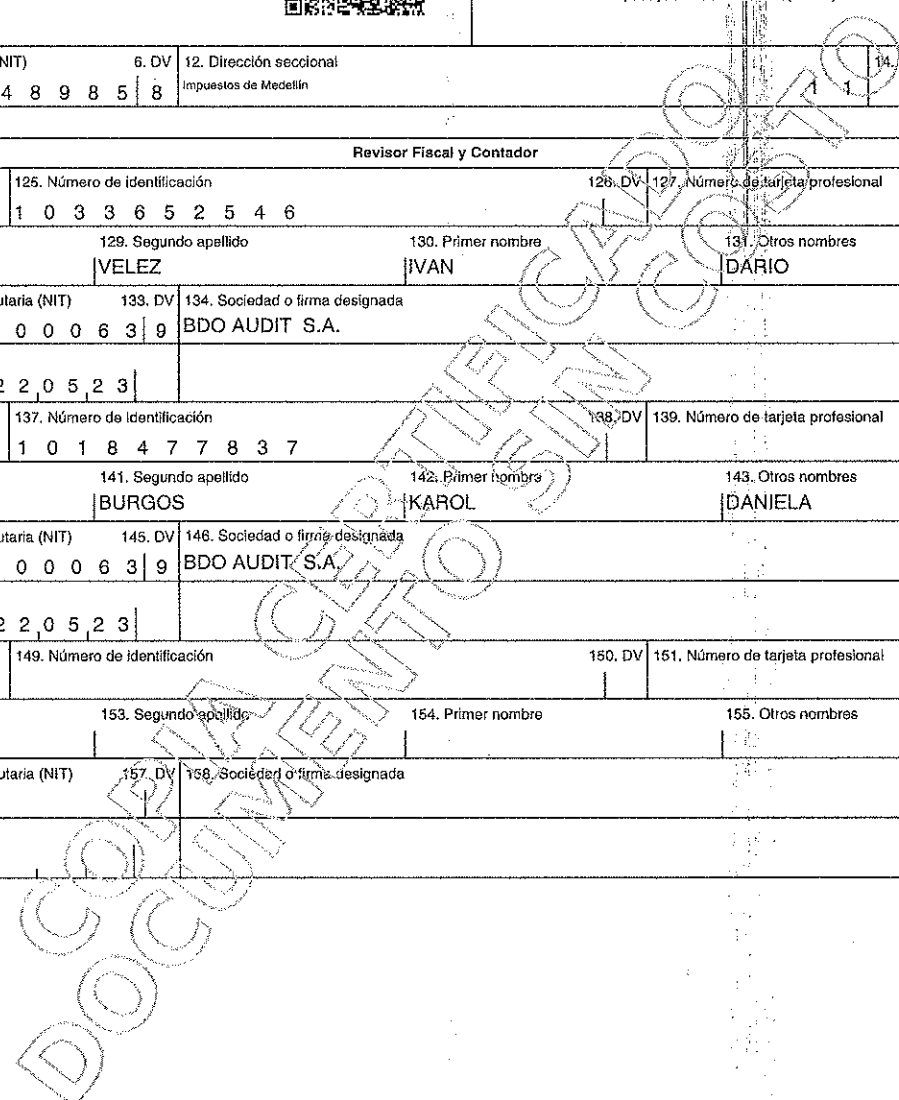 NIT) 6. DV 12. Dirección seccional 14.
4 8 9 8 5 8 Impuestos de Medellín 1 1
Revisor Fiscal y Contador
125. Número de identificación 126. DV 127. Número de tarjeta profesional
1 0 3 3 6 5 2 5 4 6
129. Segundo apellido 130. Primer nombre 131. Otros nombres
VELEZ IVAN DARIO
utaria (NIT) 133. DV 134. Sociedad o firma designada
0 0 0 6 3 9 BDO AUDIT S.A.
2 2 0 5 2 3
137. Número de identificación 138. DV 139. Número de tarjeta profesional
1 0 1 8 4 7 7 8 3 7
141. Segundo apellido 142. Primer nombre 143. Otros nombres
BURGOS KAROL DANIELA
utaria (NIT) 145. DV 146. Sociedad o firma designada
0 0 0 6 3 9 BDO AUDIT S.A.
2 2 0 5 2 3
149. Número de identificación 150. DV 151. Número de tarjeta profesional
153. Segundo apellido 154. Primer nombre 155. Otros nombres
utaria (NIT) 157. DV 158. Sociedad o firma designada
COPIA CERTIFICADO
DOCUMENTO SIN COSTO